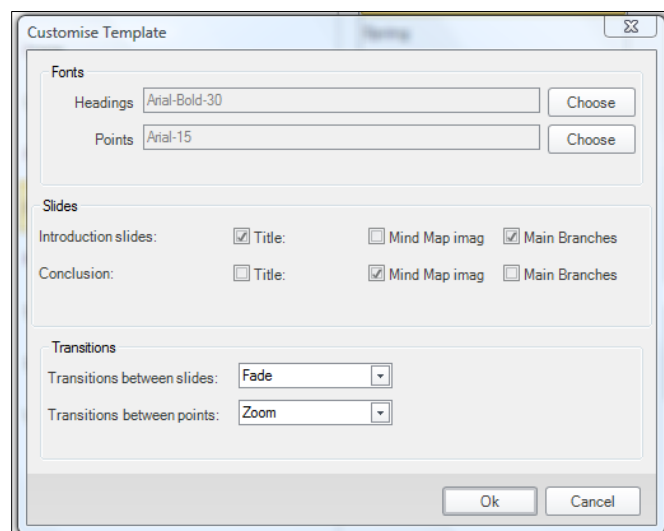 Customise Template
Fonts
Headings Arial-Bold-30 Choose
Points Arial-15 Choose
Slides
Introduction slides: Title: Mind Map imag Main Branches
Conclusion: Title: Mind Map imag Main Branches
Transitions
Transitions between slides: Fade
Transitions between points: Zoom
Ok Cancel